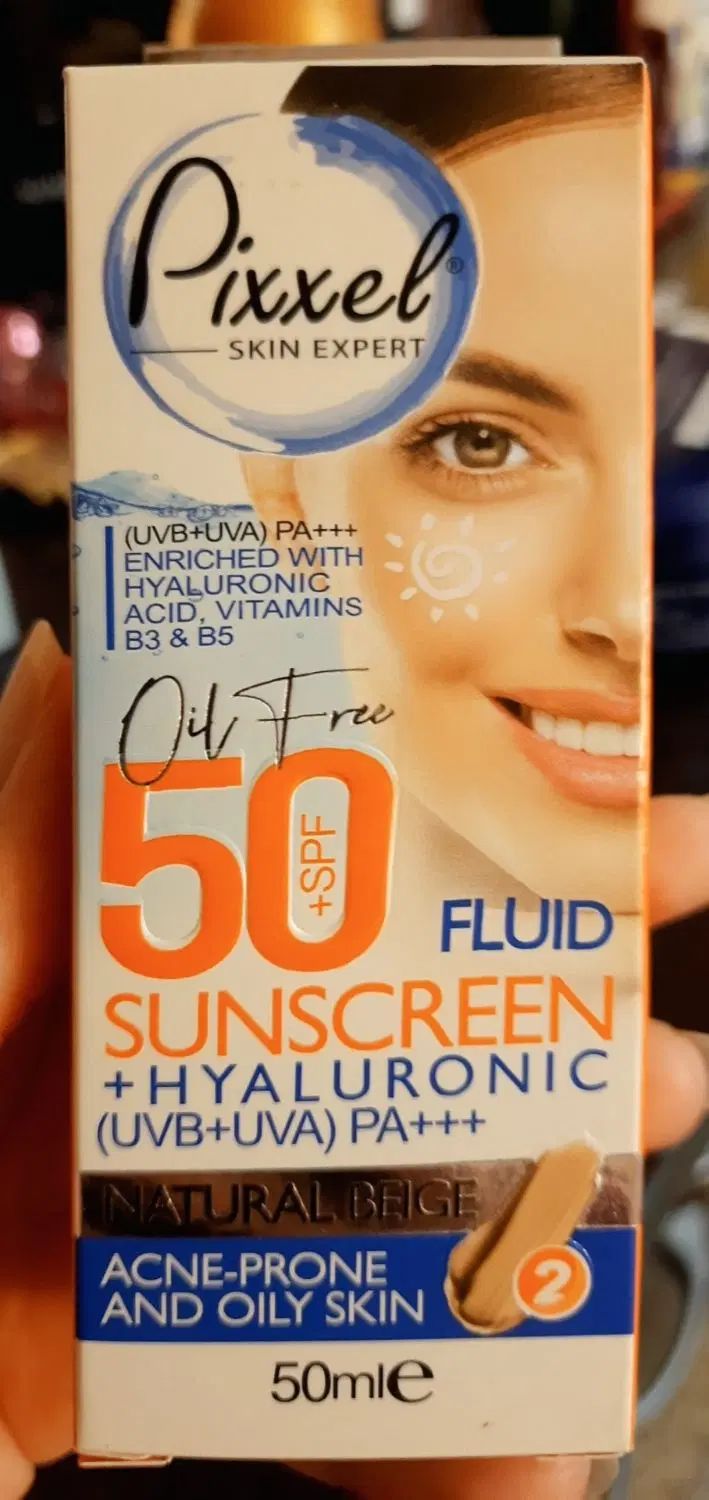 Pixxel®
SKIN EXPERT
(UVB+UVA) PA+++
ENRICHED WITH
HYALURONIC
ACID, VITAMINS
B3 & B5
Oil Free
50
+SPF
FLUID
SUNSCREEN
+HYALURONIC
(UVB+UVA) PA+++
NATURAL BEIGE
2
ACNE-PRONE
AND OILY SKIN
50ml℮